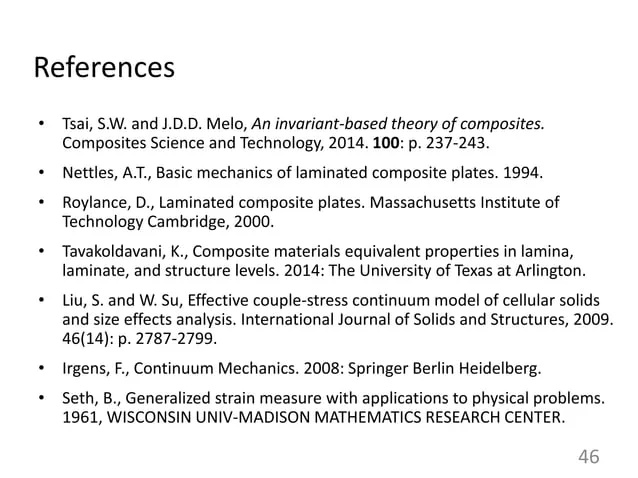 References
• Tsai, S.W. and J.D.D. Melo, An invariant-based theory of composites.
Composites Science and Technology, 2014. 100: p. 237-243.
• Nettles, A.T., Basic mechanics of laminated composite plates. 1994.
• Roylance, D., Laminated composite plates. Massachusetts Institute of
Technology Cambridge, 2000.
• Tavakoldavani, K., Composite materials equivalent properties in lamina,
laminate, and structure levels. 2014: The University of Texas at Arlington.
• Liu, S. and W. Su, Effective couple-stress continuum model of cellular solids
and size effects analysis. International Journal of Solids and Structures, 2009.
46(14): p. 2787-2799.
• Irgens, F., Continuum Mechanics. 2008: Springer Berlin Heidelberg.
• Seth, B., Generalized strain measure with applications to physical problems.
1961, WISCONSIN UNIV-MADISON MATHEMATICS RESEARCH CENTER.
46